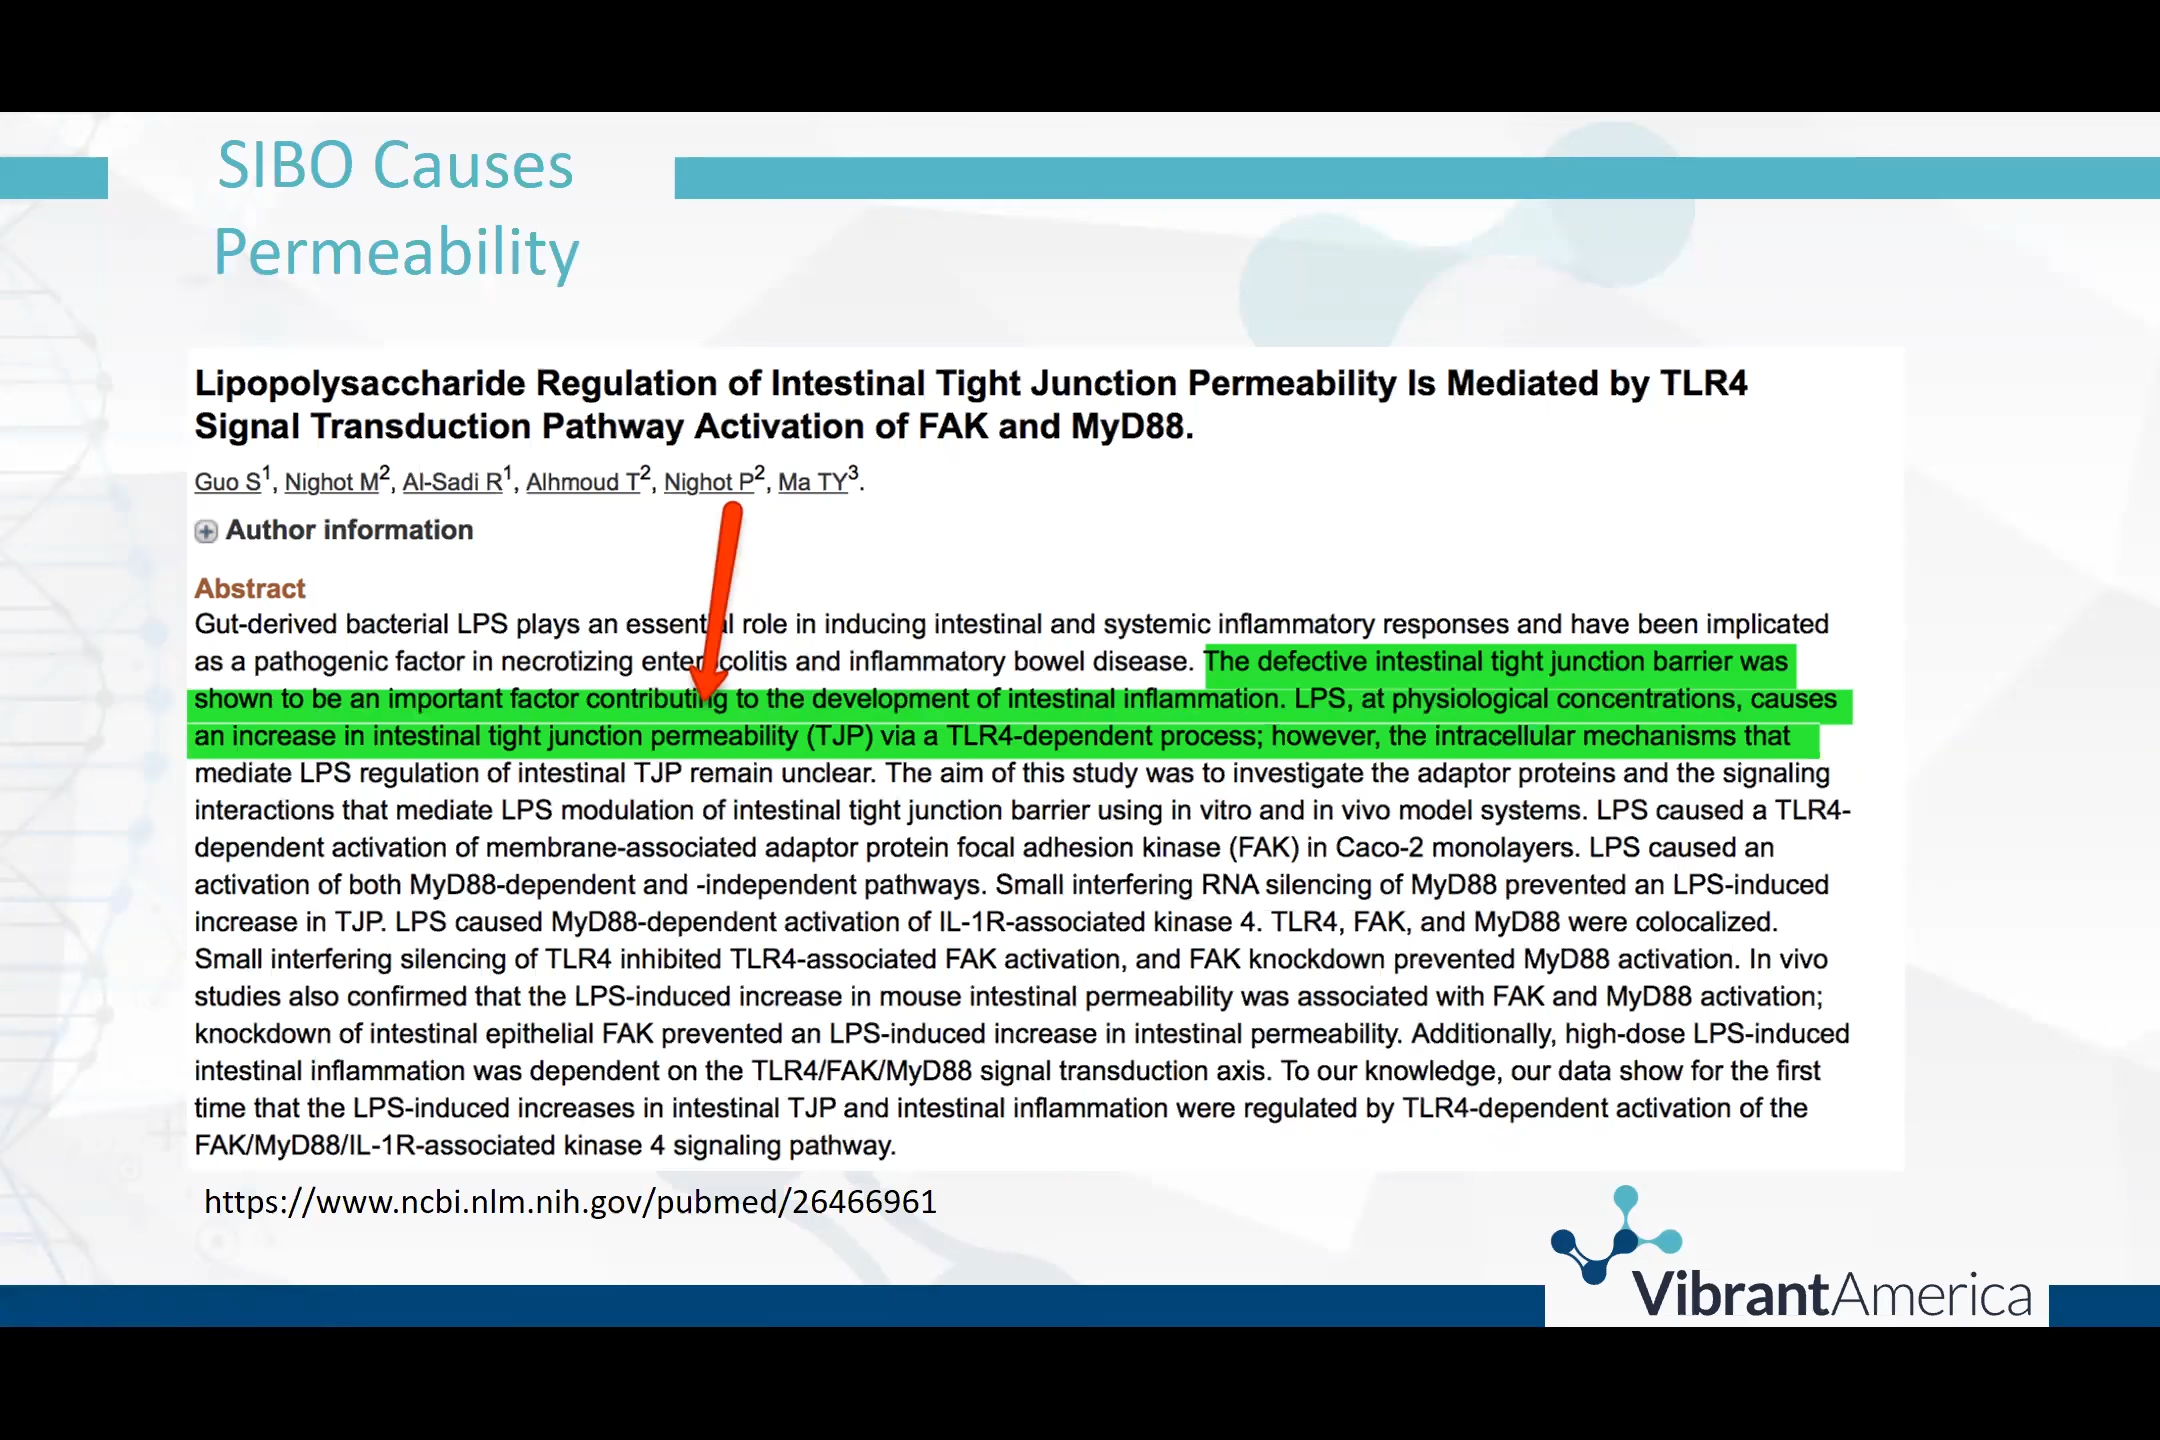 SIBO Causes
Permeability
Lipopolysaccharide Regulation of Intestinal Tight Junction Permeability Is Mediated by TLR4
Signal Transduction Pathway Activation of FAK and MyD88.
Guo S1, Nighot M2, Al-Sadi R1, Alhmoud T2, Nighot P2, Ma TY3.
Author information
Abstract
Gut-derived bacterial LPS plays an essential role in inducing intestinal and systemic inflammatory responses and have been implicated
as a pathogenic factor in necrotizing enterocolitis and inflammatory bowel disease. The defective intestinal tight junction barrier was
shown to be an important factor contributing to the development of intestinal inflammation. LPS, at physiological concentrations, causes
an increase in intestinal tight junction permeability (TJP) via a TLR4-dependent process; however, the intracellular mechanisms that
mediate LPS regulation of intestinal TJP remain unclear. The aim of this study was to investigate the adaptor proteins and the signaling
interactions that mediate LPS modulation of intestinal tight junction barrier using in vitro and in vivo model systems. LPS caused a TLR4-
dependent activation of membrane-associated adaptor protein focal adhesion kinase (FAK) in Caco-2 monolayers. LPS caused an
activation of both MyD88-dependent and -independent pathways. Small interfering RNA silencing of MyD88 prevented an LPS-induced
increase in TJP. LPS caused MyD88-dependent activation of IL-1R-associated kinase 4. TLR4, FAK, and MyD88 were colocalized.
Small interfering silencing of TLR4 inhibited TLR4-associated FAK activation, and FAK knockdown prevented MyD88 activation. In vivo
studies also confirmed that the LPS-induced increase in mouse intestinal permeability was associated with FAK and MyD88 activation;
knockdown of intestinal epithelial FAK prevented an LPS-induced increase in intestinal permeability. Additionally, high-dose LPS-induced
intestinal inflammation was dependent on the TLR4/FAK/MyD88 signal transduction axis. To our knowledge, our data show for the first
time that the LPS-induced increases in intestinal TJP and intestinal inflammation were regulated by TLR4-dependent activation of the
FAK/MyD88/IL-1R-associated kinase 4 signaling pathway.
https://www.ncbi.nlm.nih.gov/pubmed/26466961
VibrantAmerica